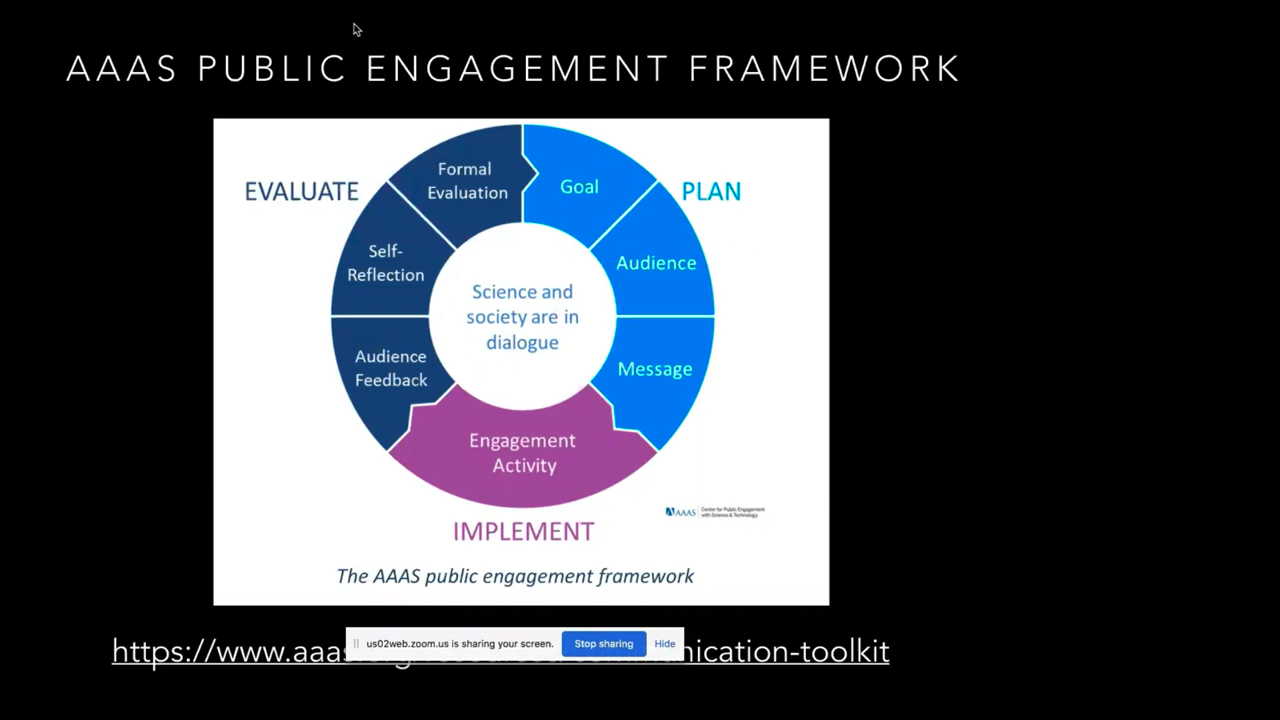 AAAS PUBLIC ENGAGEMENT FRAMEWORK
EVALUATE
Formal
Evaluation
Goal
PLAN
Self-
Reflection
Audience
Science and
society are in
dialogue
Audience
Feedback
Message
Engagement
Activity
AAAS
Center for Public Engagement
with Science & Technology
IMPLEMENT
The AAAS public engagement framework
us02web.zoom.us is sharing your screen.
Stop sharing
Hide
https://www.aaas
nication-toolkit